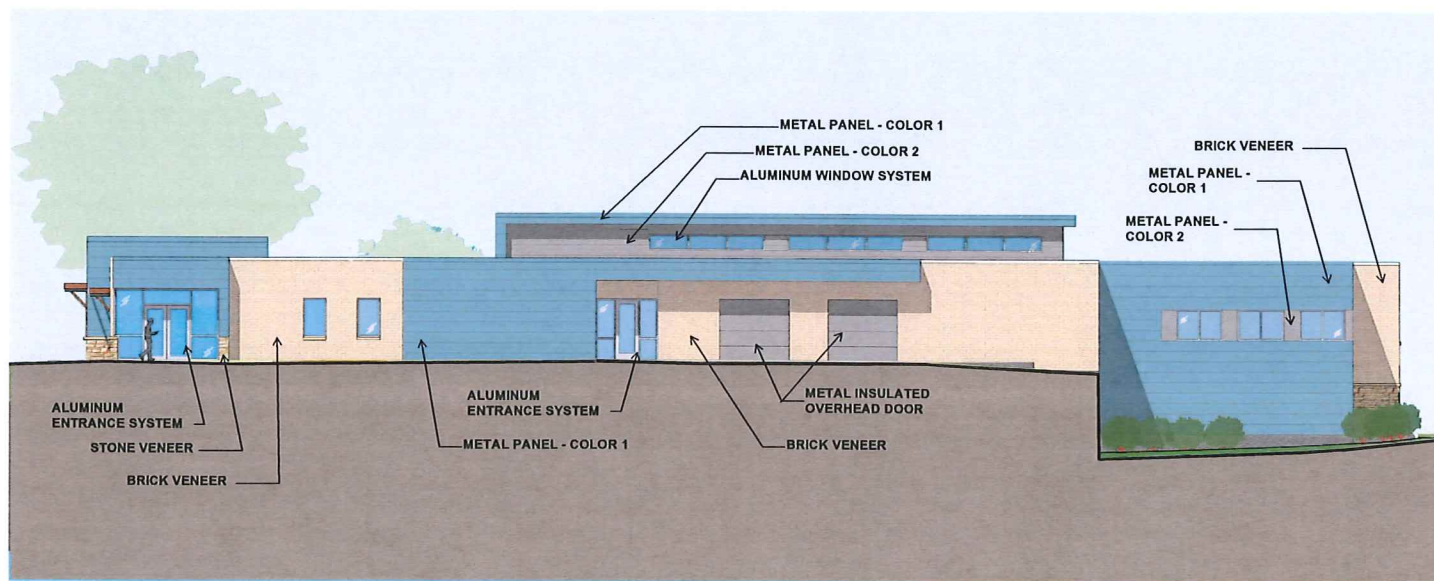 METAL PANEL - COLOR 1
METAL PANEL - COLOR 2
ALUMINUM WINDOW SYSTEM
BRICK VENEER
METAL PANEL -
COLOR 1
METAL PANEL -
COLOR 2
ALUMINUM
ENTRANCE SYSTEM
STONE VENEER
BRICK VENEER
ALUMINUM
ENTRANCE SYSTEM
METAL PANEL - COLOR 1
METAL INSULATED
OVERHEAD DOOR
BRICK VENEER